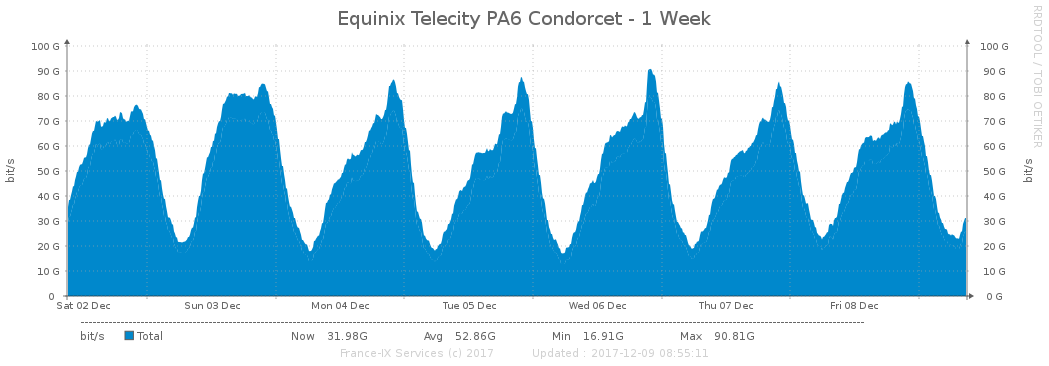 Equinix Telecity PA6 Condorcet - 1 Week
RRDTOOL / TOBI OETIKER
100 G 100 G
90 G 90 G
80 G 80 G
70 G 70 G
60 G 60 G
50 G 50 G
40 G 40 G
30 G 30 G
20 G 20 G
10 G 10 G
0 0 G
bit/s bit/s
Sat 02 Dec Sun 03 Dec Mon 04 Dec Tue 05 Dec Wed 06 Dec Thu 07 Dec Fri 08 Dec
bit/s Total Now 31.98G Avg 52.86G Min 16.91G Max 90.81G
France-IX Services (c) 2017 Updated : 2017-12-09 08:55:11